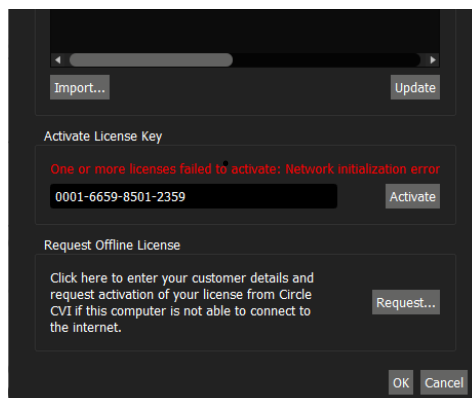 Import...
Update
Activate License Key
One or more licenses failed to activate: Network initialization error
0001-6659-8501-2359
Activate
Request Offline License
Click here to enter your customer details and
request activation of your license from Circle
CVI if this computer is not able to connect to
the internet.
Request...
OK
Cancel